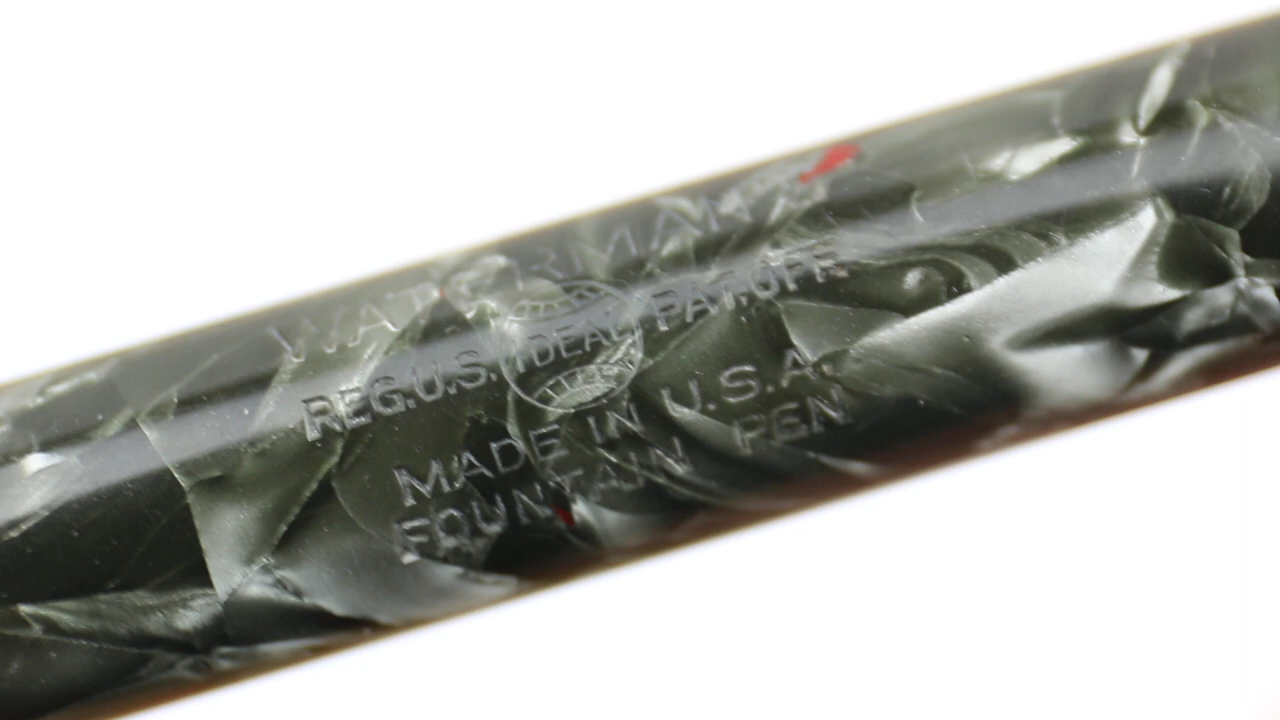 WATERMAN'S
REG.U.S. IDEAL PAT.OFF.
MADE IN U.S.A.
FOUNTAIN PEN